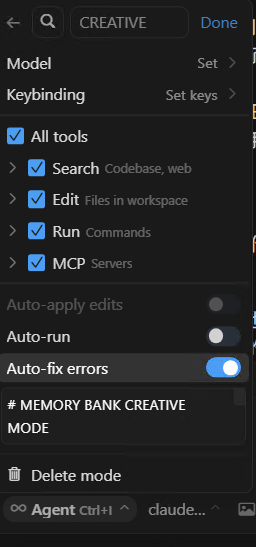 CREATIVE Done
Model Set
Keybinding Set keys
All tools
Search Codebase, web
Edit Files in workspace
Run Commands
MCP Servers
Auto-apply edits
Auto-run
Auto-fix errors
# MEMORY BANK CREATIVE
MODE
Delete mode
Agent Ctrl+I claude...